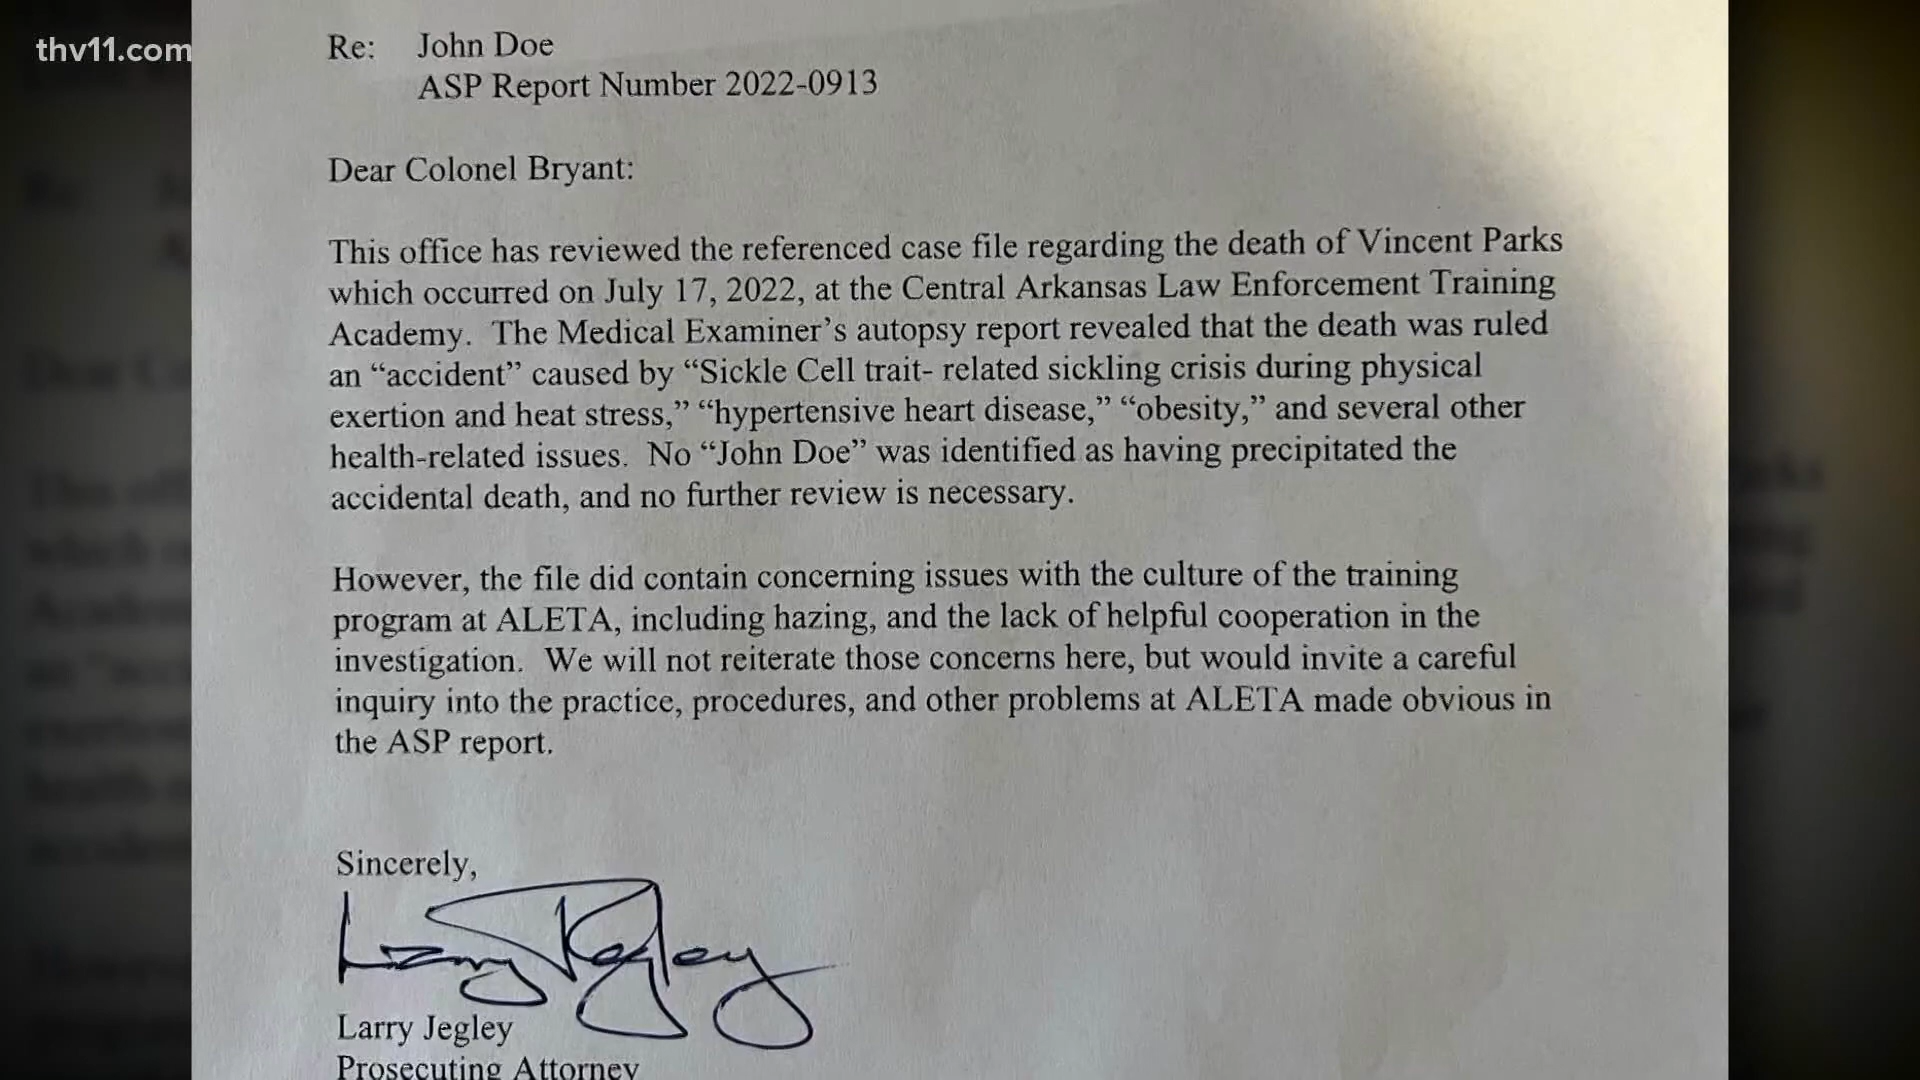 thv11.com
Re: John Doe
ASP Report Number 2022-0913
Dear Colonel Bryant:
This office has reviewed the referenced case file regarding the death of Vincent Parks
which occurred on July 17, 2022, at the Central Arkansas Law Enforcement Training
Academy. The Medical Examiner’s autopsy report revealed that the death was ruled
an “accident” caused by “Sickle Cell trait- related sickling crisis during physical
exertion and heat stress,” “hypertensive heart disease,” “obesity,” and several other
health-related issues. No “John Doe” was identified as having precipitated the
accidental death, and no further review is necessary.
However, the file did contain concerning issues with the culture of the training
program at ALETA, including hazing, and the lack of helpful cooperation in the
investigation. We will not reiterate those concerns here, but would invite a careful
inquiry into the practice, procedures, and other problems at ALETA made obvious in
the ASP report.
Sincerely,
Larry Jegley
Larry Jegley
Prosecuting Attorney